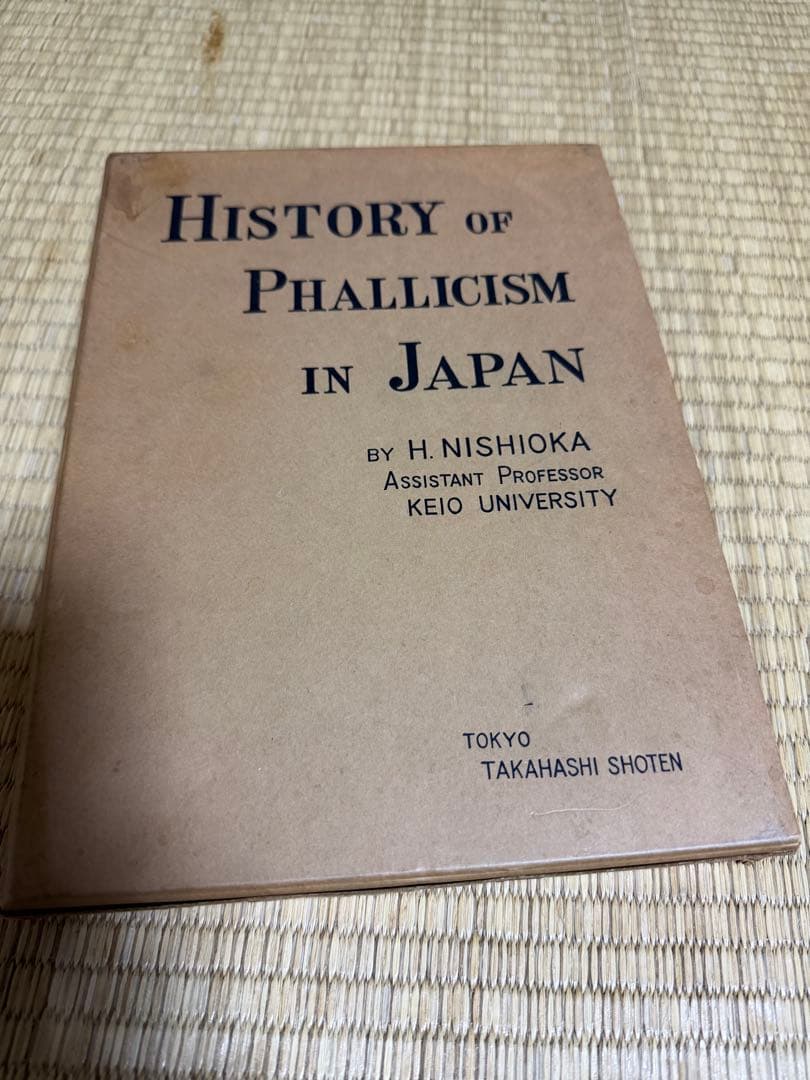 HISTORY OF
PHALLICISM
IN JAPAN
BY H. NISHIOKA
ASSISTANT PROFESSOR
KEIO UNIVERSITY
TOKYO
TAKAHASHI SHOTEN